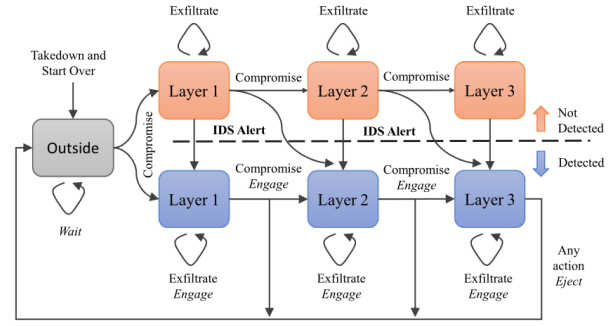 Exfiltrate
Exfiltrate
Exfiltrate
Takedown and
Start Over
Layer 1
Compromise
Layer 2
Compromise
Layer 3
Not
Detected
IDS Alert
IDS Alert
Outside
Compromise
Detected
Compromise
Engage
Compromise
Engage
Layer 1
Layer 2
Layer 3
Wait
Any
action
Eject
Exfiltrate
Engage
Exfiltrate
Engage
Exfiltrate
Engage